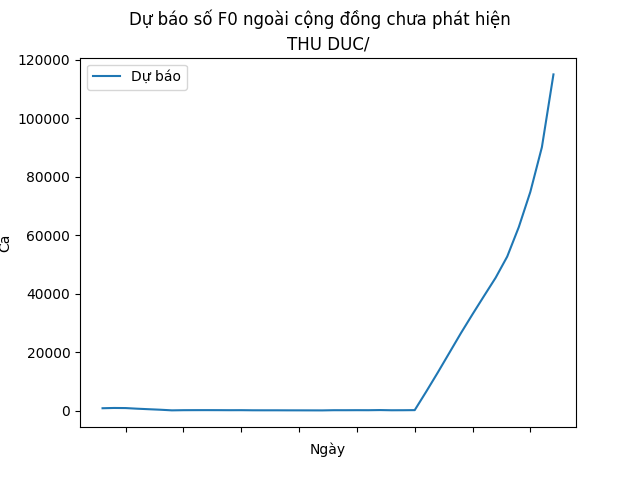 Dự báo số F0 ngoài cộng đồng chưa phát hiện
THU DUC/
Dự báo
120000
100000
80000
60000
40000
20000
0
Ca
Ngày